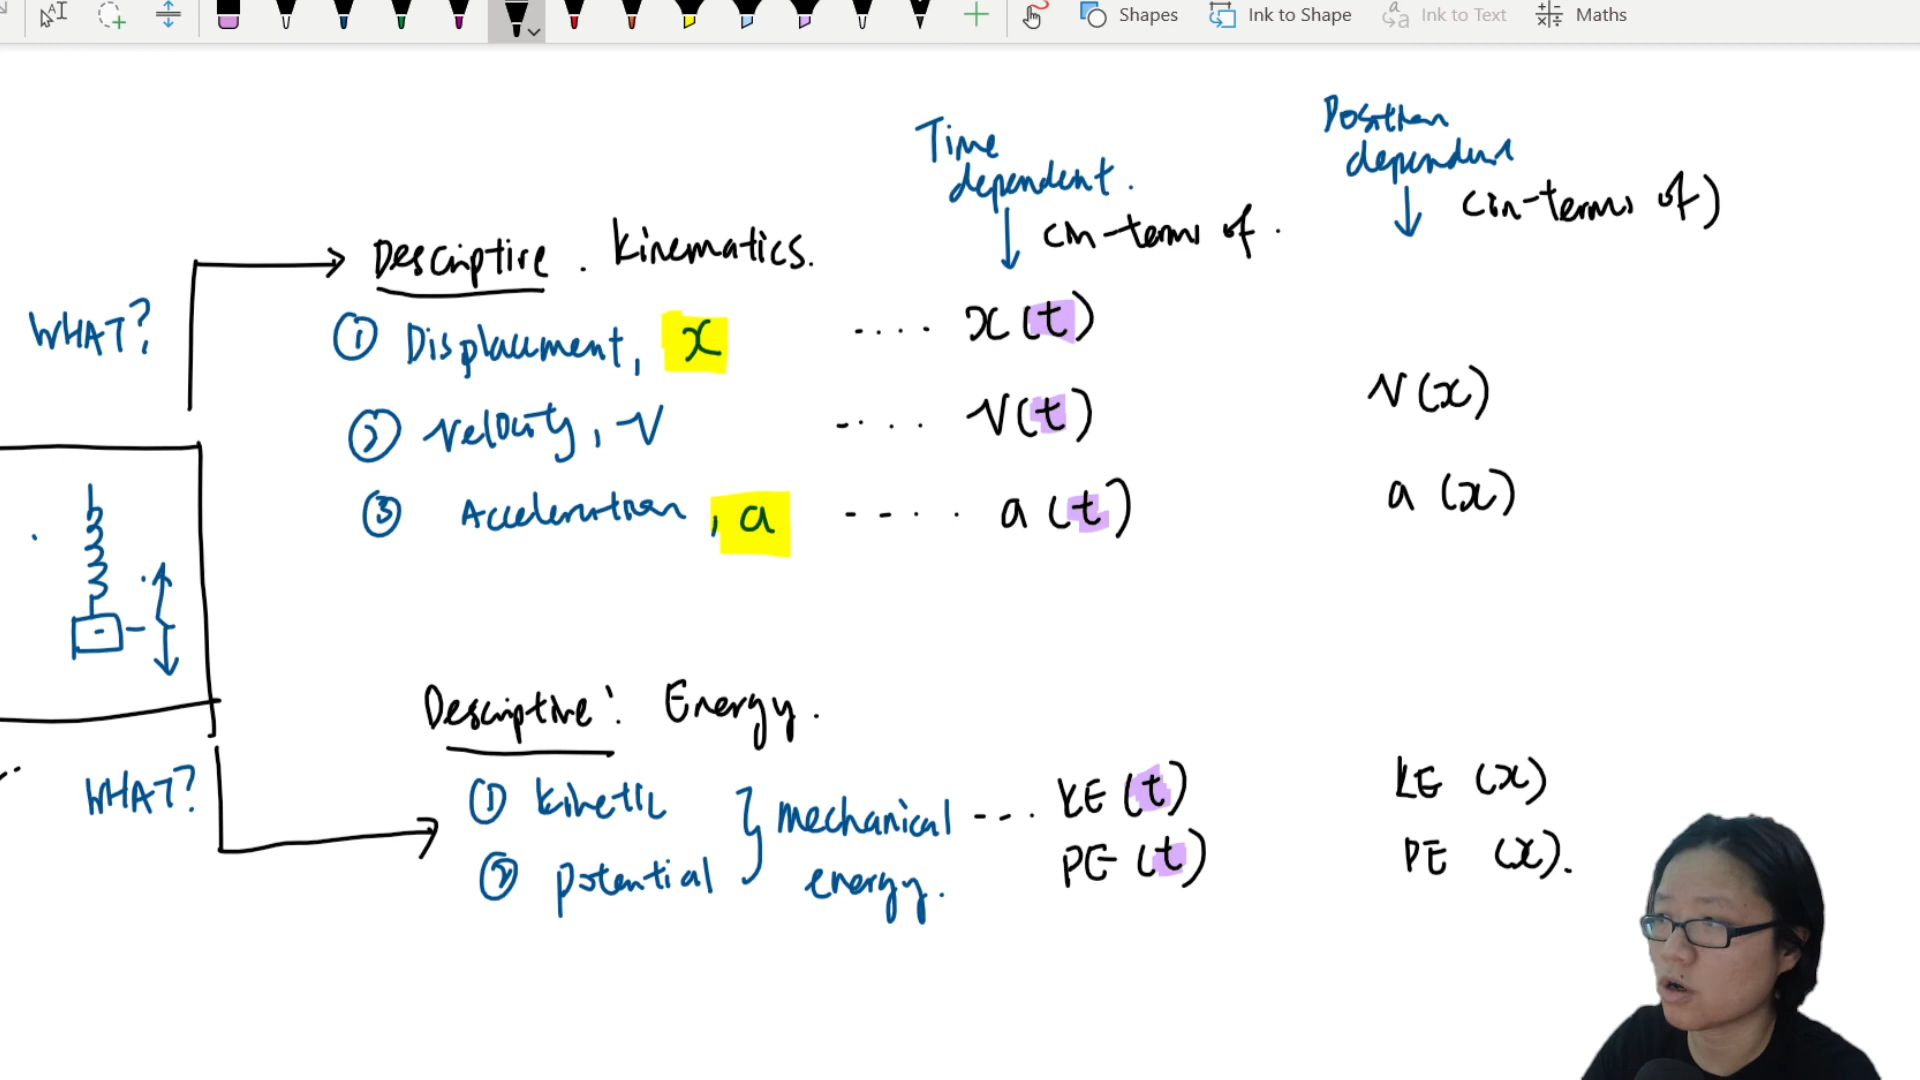 Shapes Ink to Shape Ink to Text Maths
Time dependent.
(in-terms of.
Position dependent
(in-terms of)
WHAT?
Descriptive. Kinematics.
① Displacement, x .... x(t)
② Velocity, v .... v(t) v(x)
③ Acceleration, a .... a(t) a(x)
WHAT?
Descriptive: Energy.
① kinetic } mechanical ... KE(t) KE (x)
② potential energy. PE(t) PE (x).